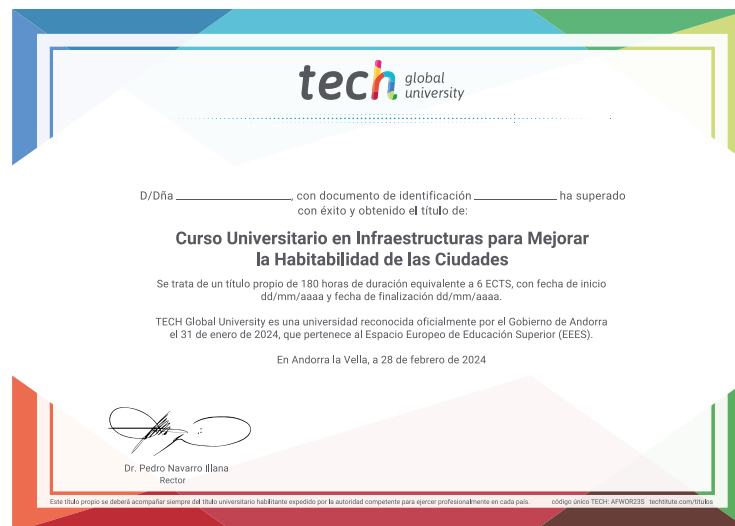 tech global
university
D/Dña ____________________, con documento de identificación ______________ ha superado
con éxito y obtenido el título de:
Curso Universitario en Infraestructuras para Mejorar
la Habitabilidad de las Ciudades
Se trata de un título propio de 180 horas de duración equivalente a 6 ECTS, con fecha de inicio
dd/mm/aaaa y fecha de finalización dd/mm/aaaa.
TECH Global University es una universidad reconocida oficialmente por el Gobierno de Andorra
el 31 de enero de 2024, que pertenece al Espacio Europeo de Educación Superior (EEES).
En Andorra la Vella, a 28 de febrero de 2024
Dr. Pedro Navarro Illana
Rector
Este título propio se deberá acompañar siempre del título universitario habilitante expedido por la autoridad competente para ejercer profesionalmente en cada país. código único TECH: AFWOR23S techtitute.com/titulos